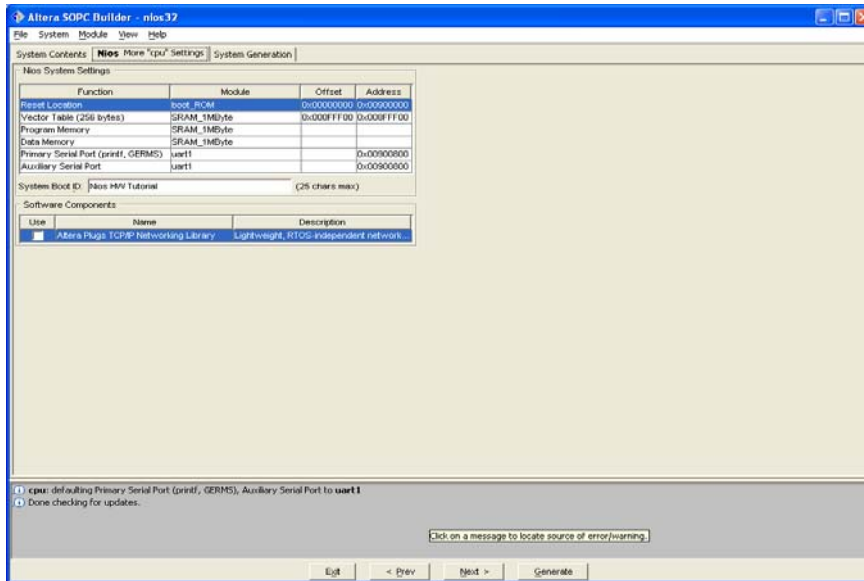 Altera SOPC Builder - nios32
File System Module View Help
System Contents Nios More "cpu" Settings System Generation
Nios System Settings
Function Module Offset Address
Reset Location boot_ROM 0x00000000 0x00900000
Vector Table (256 bytes) SRAM_1MByte 0x000FFF00 0x000FFF00
Program Memory SRAM_1MByte
Data Memory SRAM_1MByte
Primary Serial Port (printf, GERMS) uart1 0x00900800
Auxiliary Serial Port uart1 0x00900800
System Boot ID: Nios HW Tutorial (25 chars max)
Software Components
Use Name Description
Altera Plugs TCP/IP Networking Library Lightweight, RTOS-independent network...
cpu: defaulting Primary Serial Port (printf, GERMS), Auxiliary Serial Port to uart1
Done checking for updates.
Click on a message to locate source of error/warning.
Exit < Prev Next > Generate